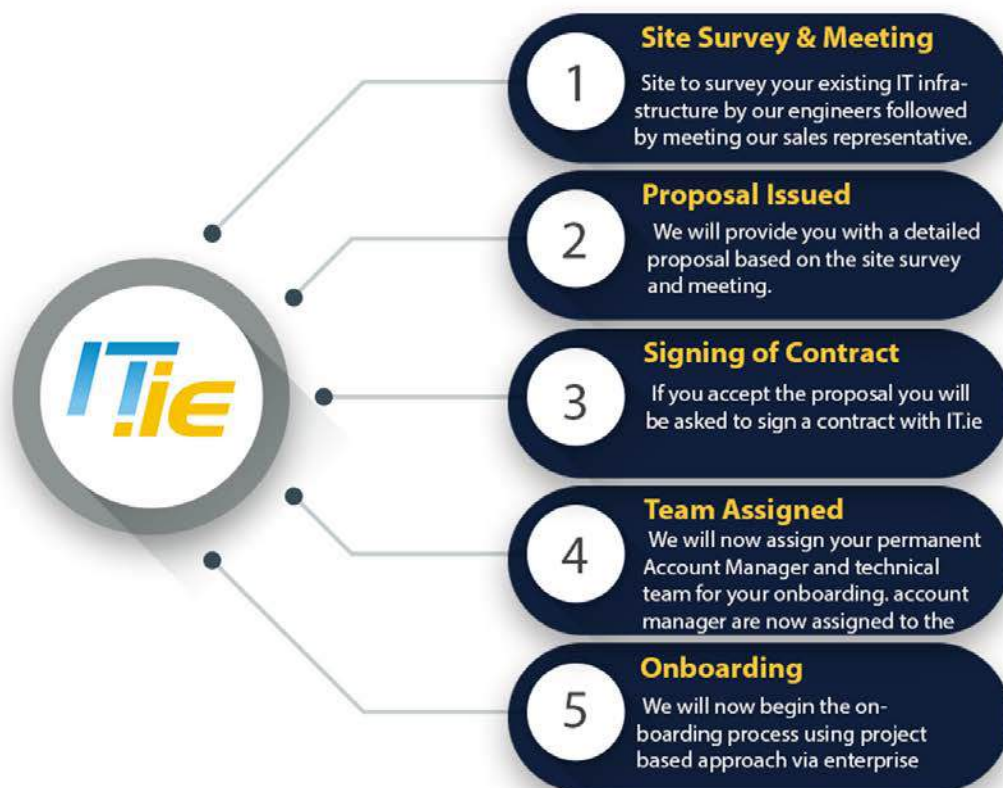 IT.ie
1
Site Survey & Meeting
Site to survey your existing IT infra-
structure by our engineers followed
by meeting our sales representative.
2
Proposal Issued
We will provide you with a detailed
proposal based on the site survey
and meeting.
3
Signing of Contract
If you accept the proposal you will
be asked to sign a contract with IT.ie
4
Team Assigned
We will now assign your permanent
Account Manager and technical
team for your onboarding. account
manager are now assigned to the
5
Onboarding
We will now begin the on-
boarding process using project
based approach via enterprise